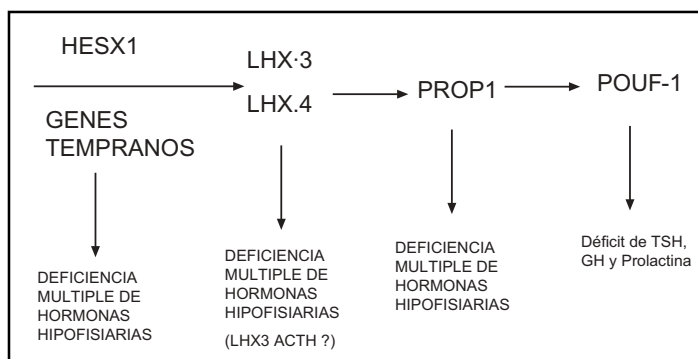 HESX1
GENES
TEMPRANOS
LHX·3
LHX.4
PROP1
POUF-1
DEFICIENCIA
MULTIPLE DE
HORMONAS
HIPOFISIARIAS
DEFICIENCIA
MULTIPLE DE
HORMONAS
HIPOFISIARIAS
(LHX3 ACTH ?)
DEFICIENCIA
MULTIPLE DE
HORMONAS
HIPOFISIARIAS
Déficit de TSH,
GH y Prolactina